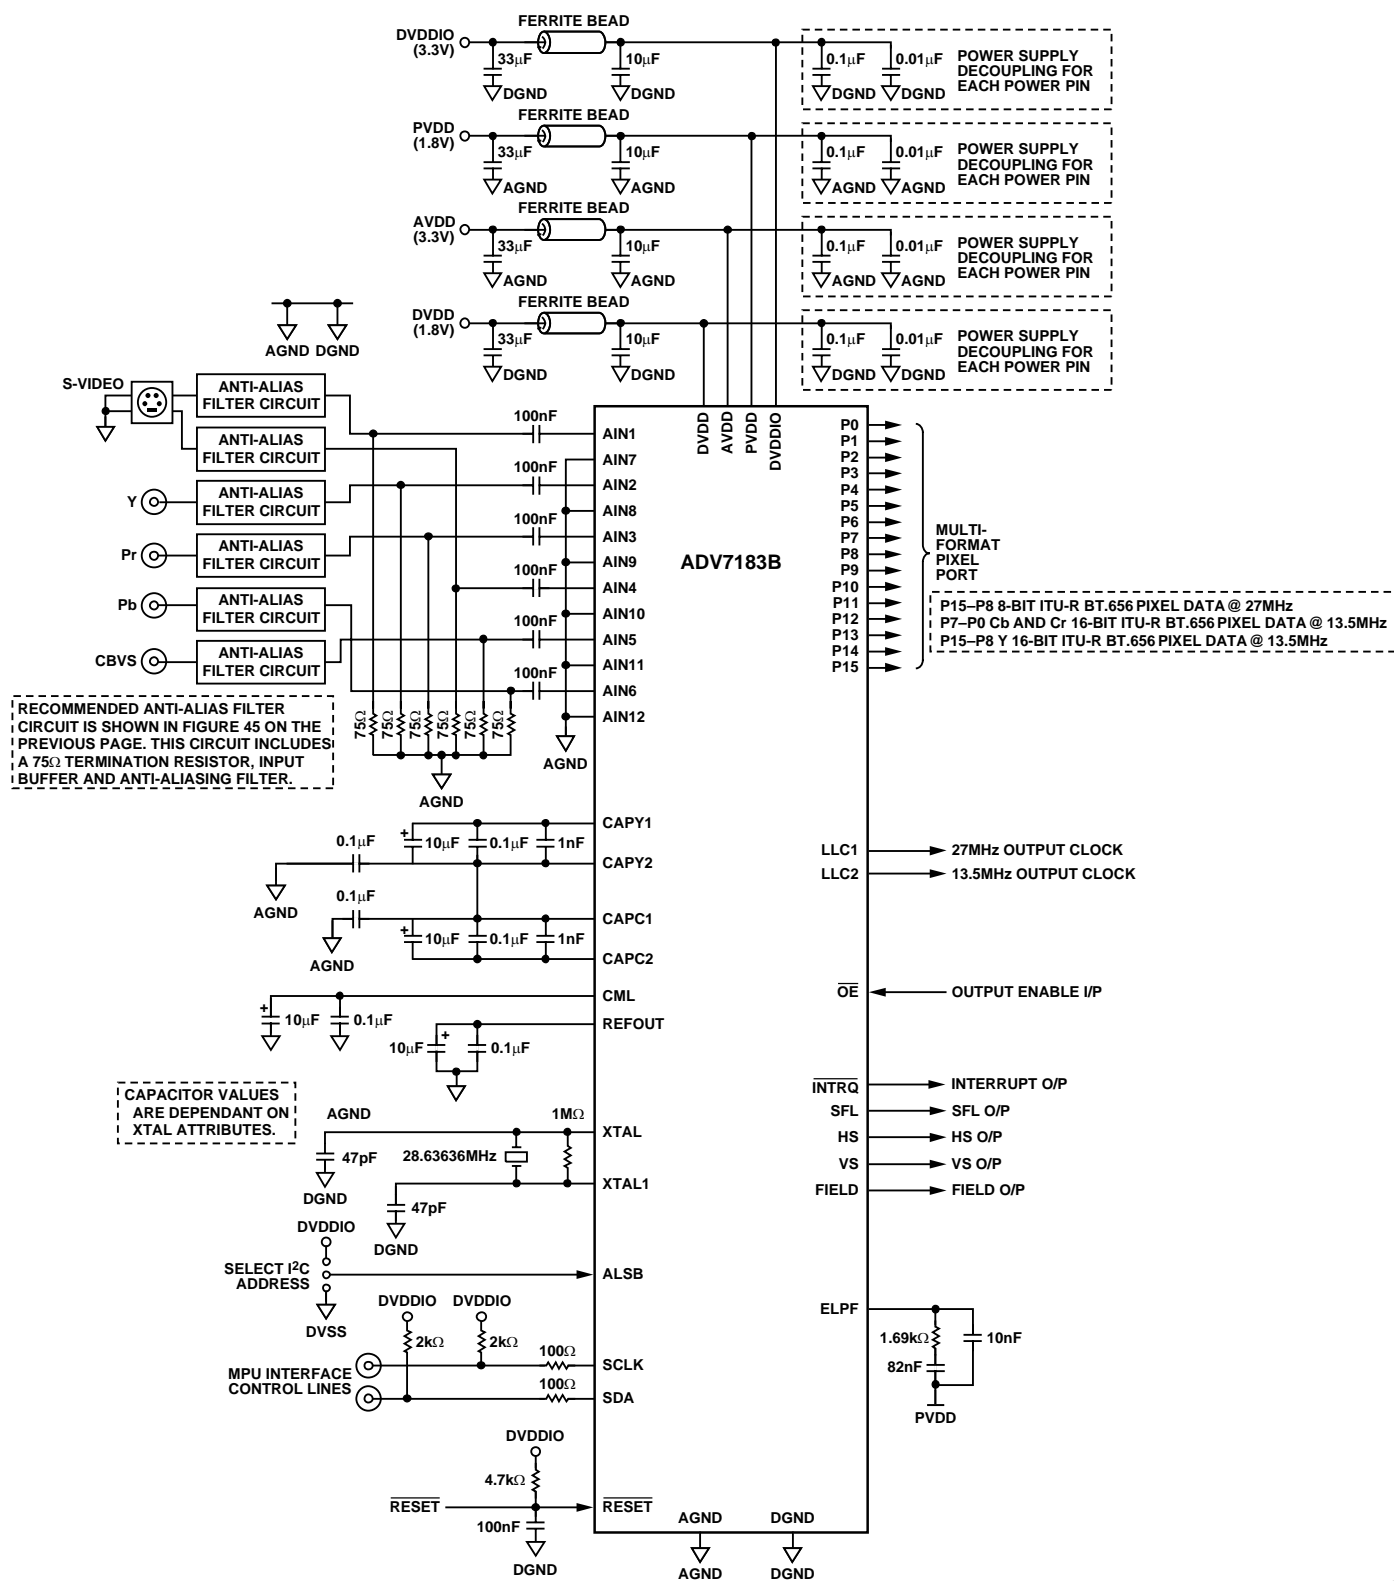 FERRITE BEAD
DVDDIO
(3.3V)
33μF
10μF
0.1μF
0.01μF
POWER SUPPLY
DECOUPLING FOR
EACH POWER PIN
DGND
DGND
DGND
DGND
FERRITE BEAD
PVDD
(1.8V)
33μF
10μF
0.1μF
0.01μF
POWER SUPPLY
DECOUPLING FOR
EACH POWER PIN
AGND
AGND
AGND
AGND
FERRITE BEAD
AVDD
(3.3V)
33μF
10μF
0.1μF
0.01μF
POWER SUPPLY
DECOUPLING FOR
EACH POWER PIN
AGND
AGND
AGND
AGND
FERRITE BEAD
DVDD
(1.8V)
33μF
10μF
0.1μF
0.01μF
POWER SUPPLY
DECOUPLING FOR
EACH POWER PIN
DGND
DGND
DGND
DGND
AGND DGND
S-VIDEO
ANTI-ALIAS
FILTER CIRCUIT
ANTI-ALIAS
FILTER CIRCUIT
Y
ANTI-ALIAS
FILTER CIRCUIT
Pr
ANTI-ALIAS
FILTER CIRCUIT
Pb
ANTI-ALIAS
FILTER CIRCUIT
CBVS
ANTI-ALIAS
FILTER CIRCUIT
RECOMMENDED ANTI-ALIAS FILTER
CIRCUIT IS SHOWN IN FIGURE 45 ON THE
PREVIOUS PAGE. THIS CIRCUIT INCLUDES
A 75Ω TERMINATION RESISTOR, INPUT
BUFFER AND ANTI-ALIASING FILTER.
100nF
100nF
100nF
100nF
100nF
100nF
75Ω
75Ω
75Ω
75Ω
75Ω
75Ω
AGND
AGND
DVDD
AVDD
PVDD
DVDDIO
AIN1
AIN7
AIN2
AIN8
AIN3
AIN9
AIN4
AIN10
AIN5
AIN11
AIN6
AIN12
ADV7183B
P0
P1
P2
P3
P4
P5
P6
P7
P8
P9
P10
P11
P12
P13
P14
P15
MULTI-
FORMAT
PIXEL
PORT
P15–P8 8-BIT ITU-R BT.656 PIXEL DATA @ 27MHz
P7–P0 Cb AND Cr 16-BIT ITU-R BT.656 PIXEL DATA @ 13.5MHz
P15–P8 Y 16-BIT ITU-R BT.656 PIXEL DATA @ 13.5MHz
CAPY1
0.1μF
+
10μF
0.1μF
1nF
CAPY2
AGND
0.1μF
CAPC1
+
10μF
0.1μF
1nF
AGND
CAPC2
CML
+
10μF
0.1μF
REFOUT
+
10μF
0.1μF
LLC1
27MHz OUTPUT CLOCK
LLC2
13.5MHz OUTPUT CLOCK
OE
OUTPUT ENABLE I/P
INTRQ
INTERRUPT O/P
SFL
SFL O/P
HS
HS O/P
VS
VS O/P
FIELD
FIELD O/P
CAPACITOR VALUES
ARE DEPENDANT ON
XTAL ATTRIBUTES.
AGND
1MΩ
XTAL
47pF
28.63636MHz
DGND
XTAL1
47pF
DGND
DVDDIO
SELECT I²C
ADDRESS
ALSB
DVSS
DVDDIO
DVDDIO
2kΩ
2kΩ
MPU INTERFACE
CONTROL LINES
100Ω
SCLK
100Ω
SDA
ELPF
1.69kΩ
10nF
82nF
PVDD
DVDDIO
4.7kΩ
RESET
RESET
100nF
DGND
AGND
DGND
AGND
DGND